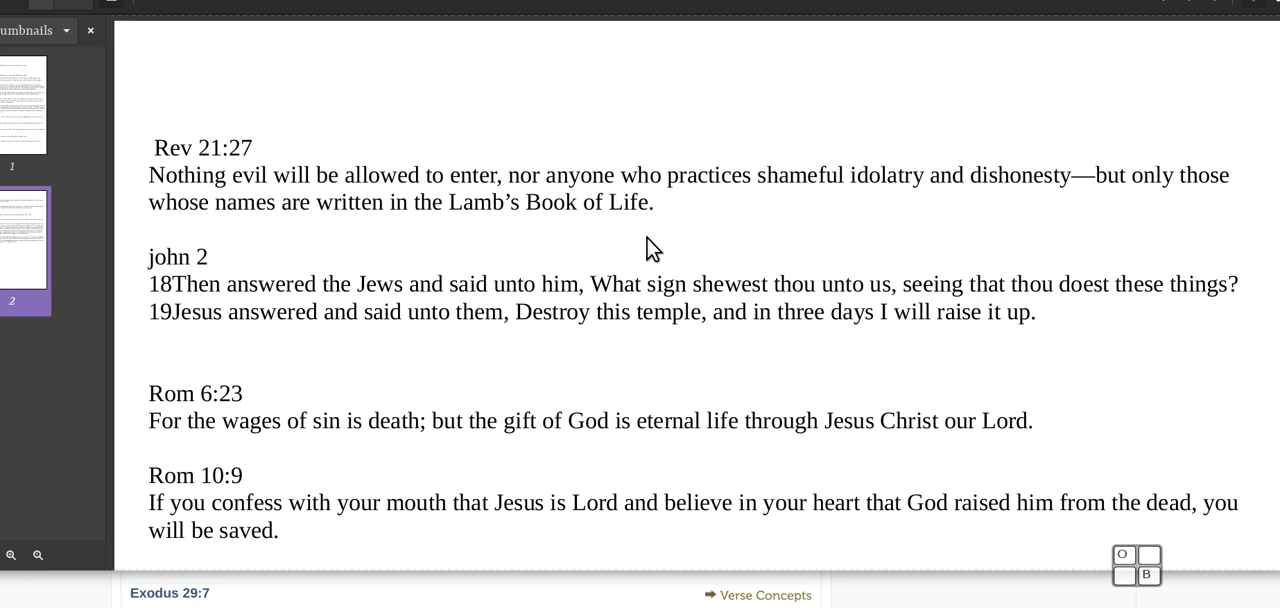 umbnails
Rev 21:27
Nothing evil will be allowed to enter, nor anyone who practices shameful idolatry and dishonesty—but only those
whose names are written in the Lamb’s Book of Life.
john 2
18Then answered the Jews and said unto him, What sign shewest thou unto us, seeing that thou doest these things?
19Jesus answered and said unto them, Destroy this temple, and in three days I will raise it up.
Rom 6:23
For the wages of sin is death; but the gift of God is eternal life through Jesus Christ our Lord.
Rom 10:9
If you confess with your mouth that Jesus is Lord and believe in your heart that God raised him from the dead, you
will be saved.
1
2
O
B
Exodus 29:7
Verse Concepts